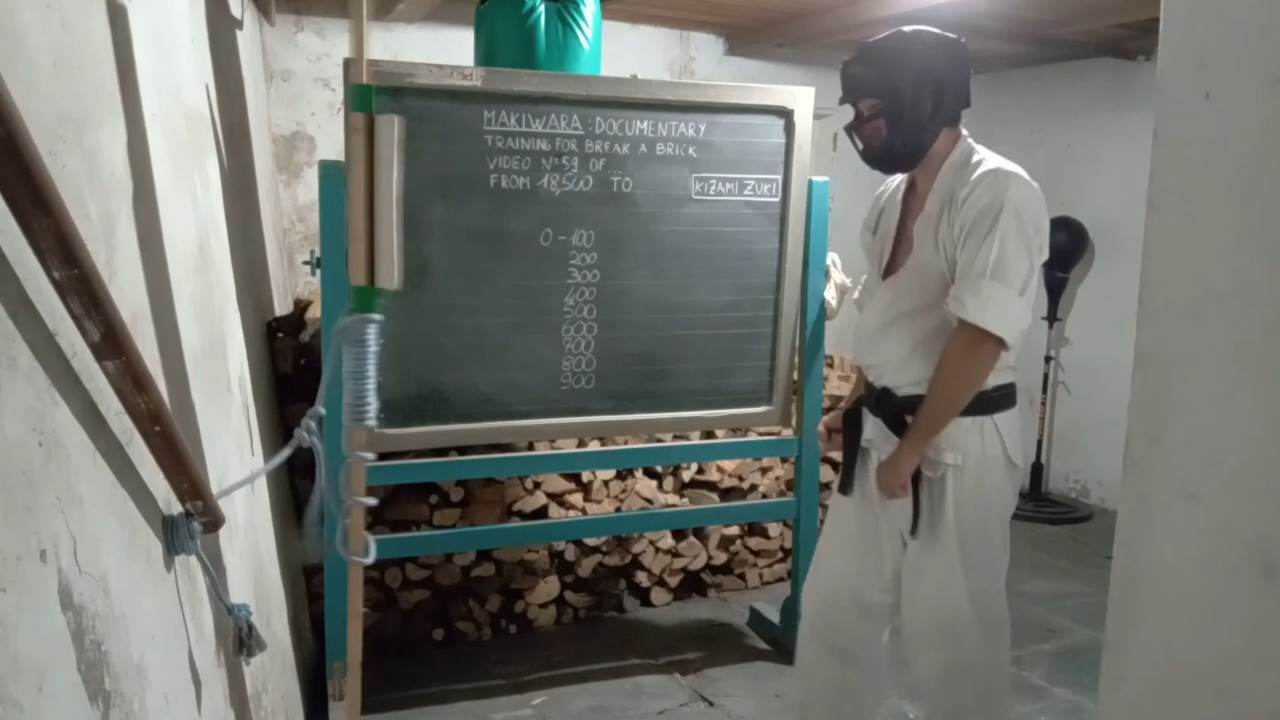 MAKIWARA : DOCUMENTARY
TRAINING FOR BREAK A BRICK
VIDEO N°59 OF...
FROM 18,500 TO
KIZAMI ZUKI
0-100
200
300
400
500
600
700
800
900